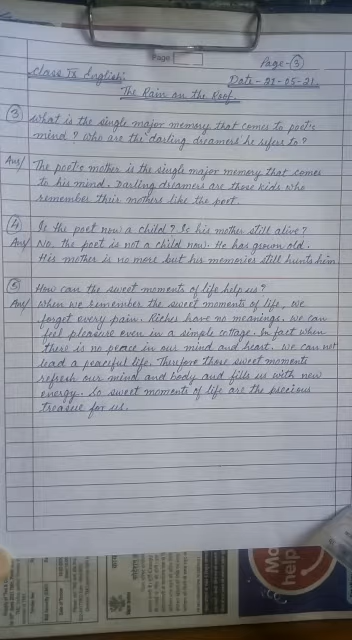 Page
Page-(3)
Class IX English
Date-21-05-21
The Rain on the Roof.
(3) What is the single major memory that comes to poet's
mind? Who are the darling dreamers he refers to?
Ans/ The poet's mother is the single major memory that comes
to his mind. Darling dreamers are those kids who
remember their mothers like the poet.
(4) Is the poet now a child? Is his mother still alive?
Ans/ No, the poet is not a child now. He has grown old.
His mother is no more but his memories still hunts him
(5) How can the sweet moments of life help us?
Ans/ When we remember the sweet moments of life, we
forget every pain. Riches have no meanings. We can
feel pleasure even in a simple cottage. In fact when
there is no peace in our mind and heart, we can not
lead a peaceful life. Therefore those sweet moments
refresh our mind and body and fills us with new
energy. So sweet moments of life are the precious
treasure for us.
Mo
help